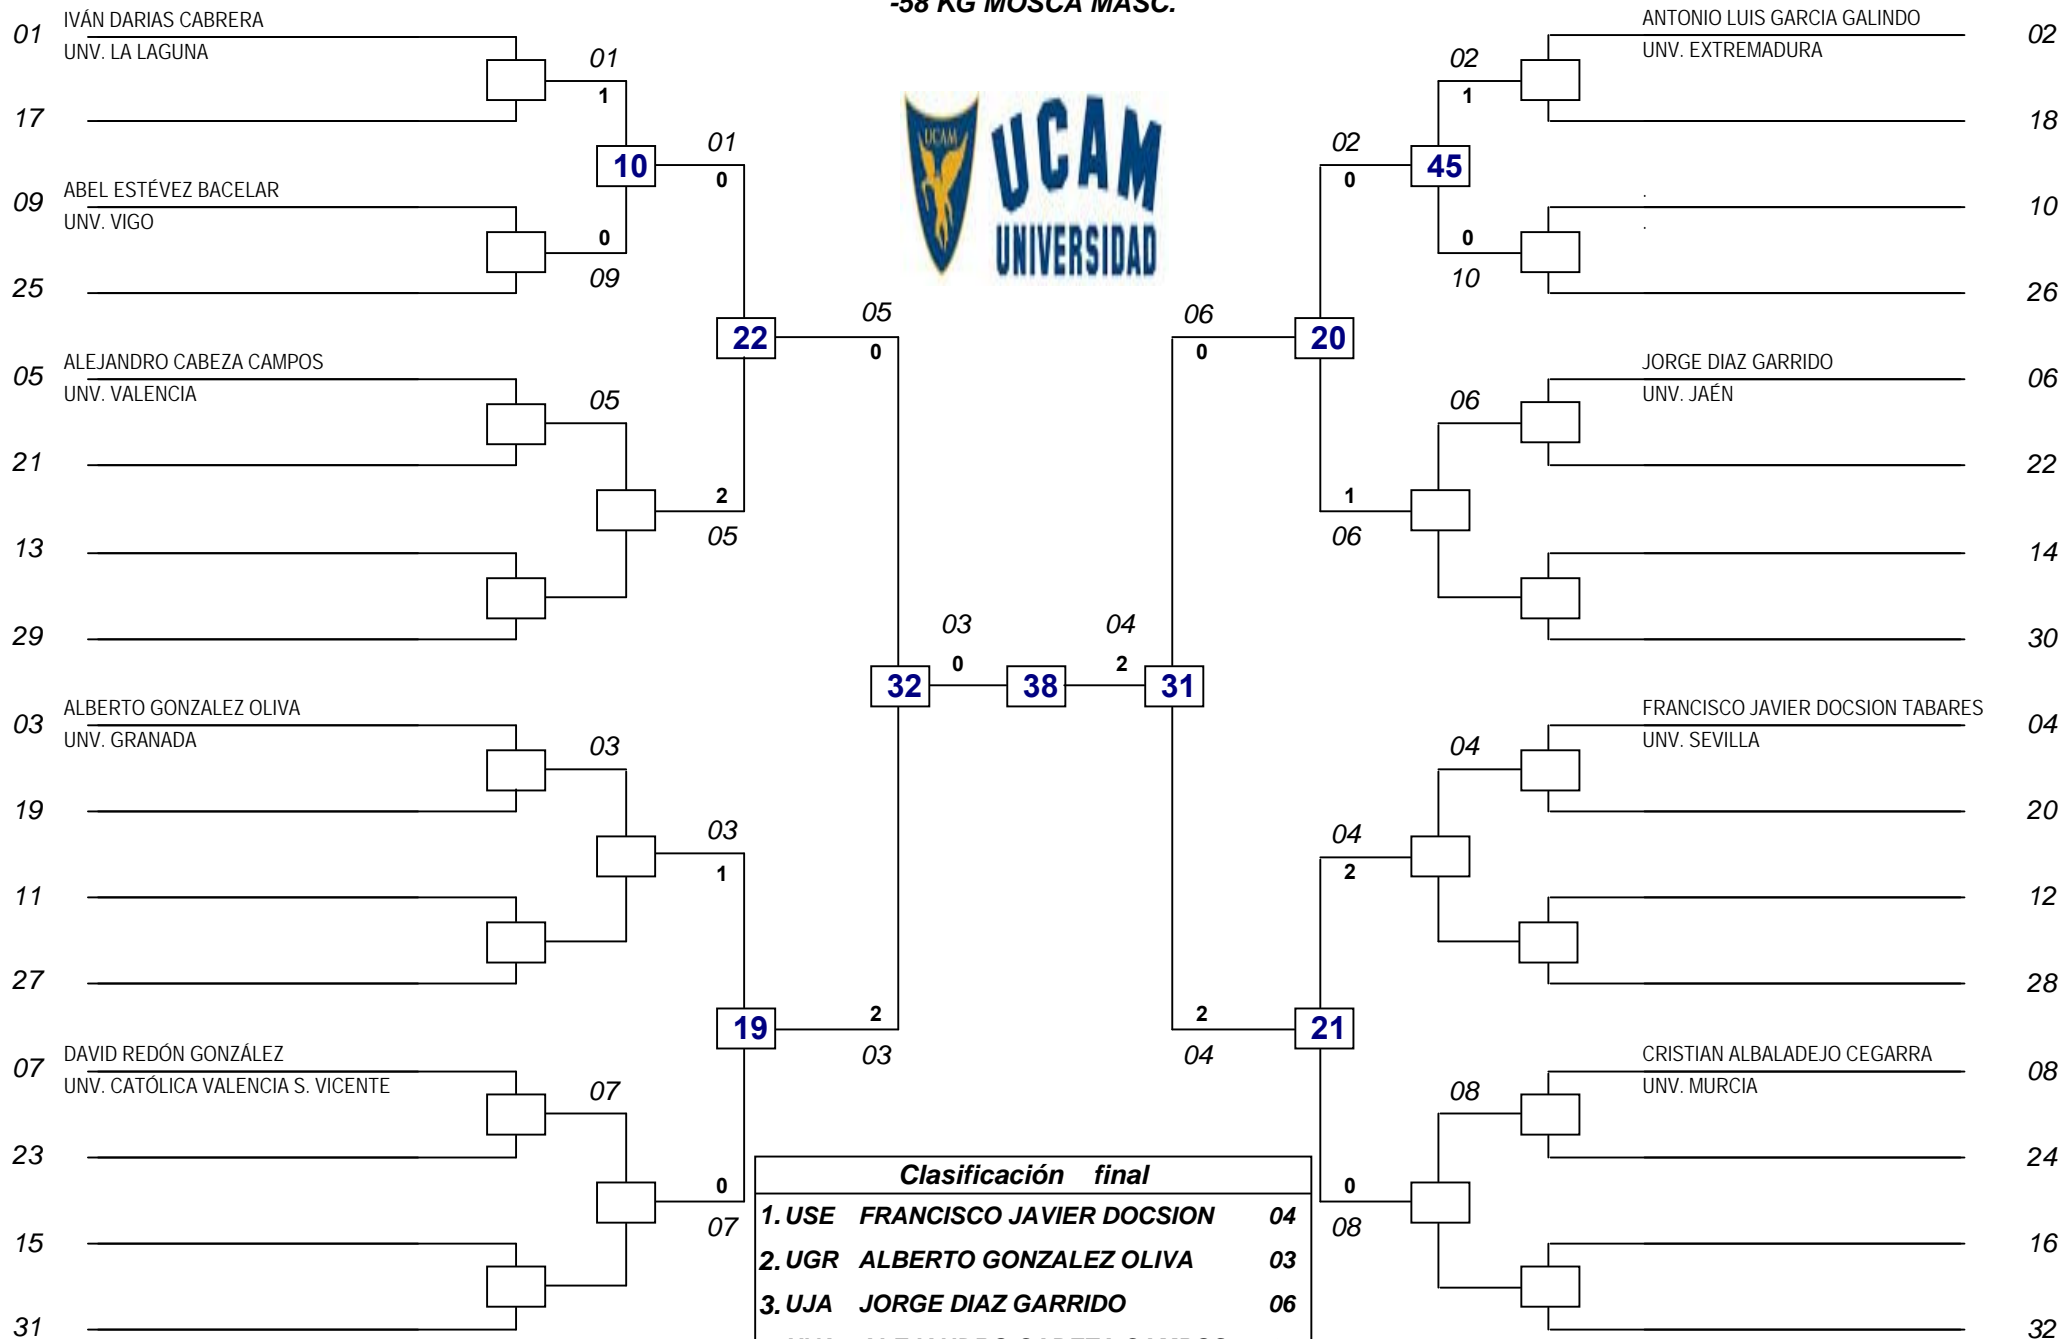 -58 KG MOSCA MASC.
01 IVÁN DARIAS CABRERA
UNV. LA LAGUNA
17
09 ABEL ESTÉVEZ BACELAR
UNV. VIGO
25
05 ALEJANDRO CABEZA CAMPOS
UNV. VALENCIA
21
13
29
03 ALBERTO GONZALEZ OLIVA
UNV. GRANADA
19
11
27
07 DAVID REDÓN GONZÁLEZ
UNV. CATÓLICA VALENCIA S. VICENTE
23
15
31
01
1
0
09
05
03
07
10
01
0
2
05
03
1
0
07
22
19
05
0
2
03
32
03
0
38
04
2
31
UCAM
UCAM
UNIVERSIDAD
06
0
2
04
20
21
02
0
1
06
04
2
0
08
45
02
1
0
10
06
04
08
ANTONIO LUIS GARCIA GALINDO 02
UNV. EXTREMADURA
18
. 10
.
26
JORGE DIAZ GARRIDO 06
UNV. JAÉN
22
14
30
FRANCISCO JAVIER DOCSION TABARES 04
UNV. SEVILLA
20
12
28
CRISTIAN ALBALADEJO CEGARRA 08
UNV. MURCIA
24
16
32
Clasificación final
1. USE FRANCISCO JAVIER DOCSION 04
2. UGR ALBERTO GONZALEZ OLIVA 03
3. UJA JORGE DIAZ GARRIDO 06